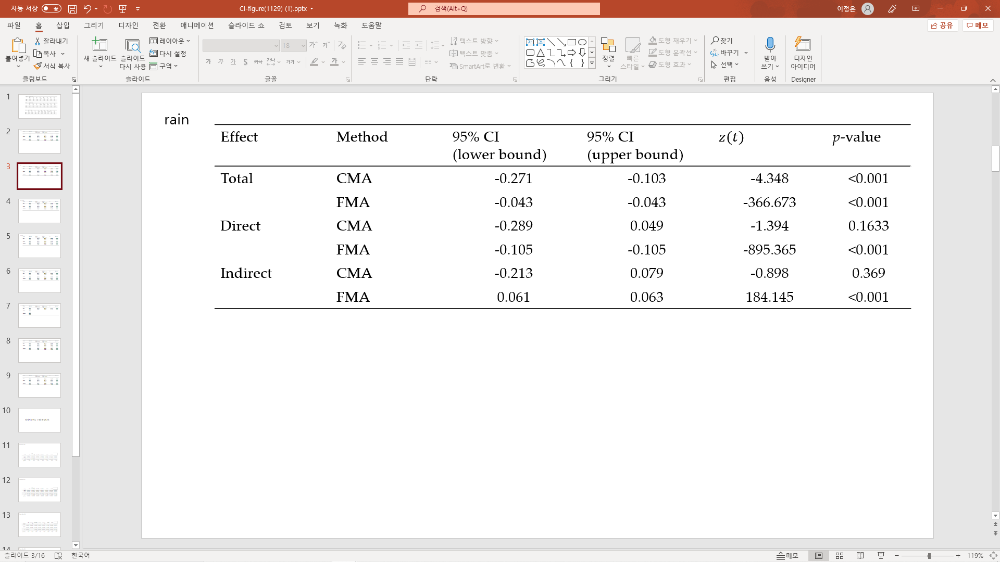 자동 저장 끔 CI-figure(1129) (1).pptx 검색(Alt+Q) 이정은
파일 홈 삽입 그리기 디자인 전환 애니메이션 슬라이드 쇼 검토 보기 녹화 도움말 공유 메모
붙여넣기 잘라내기
복사
서식 복사
클립보드
새 슬라이드 슬라이드 다시 사용 레이아웃
다시 설정
구역
슬라이드
18
가 가 가 S 가나 가나 가가 가
글꼴
텍스트 방향
텍스트 맞춤
SmartArt로 변환
단락
정렬 빠른 스타일 도형 채우기
도형 윤곽선
도형 효과
그리기
찾기
바꾸기
선택
편집
받아
쓰기
음성
디자인
아이디어
Designer
1
2
3
4
5
6
7
8
9
10
11
12
13
14
rain
Effect Method 95% CI 95% CI z(t) p-value
(lower bound) (upper bound)
Total CMA -0.271 -0.103 -4.348 <0.001
FMA -0.043 -0.043 -366.673 <0.001
Direct CMA -0.289 0.049 -1.394 0.1633
FMA -0.105 -0.105 -895.365 <0.001
Indirect CMA -0.213 0.079 -0.898 0.369
FMA 0.061 0.063 184.145 <0.001
슬라이드 3/16 한국어 메모 119%